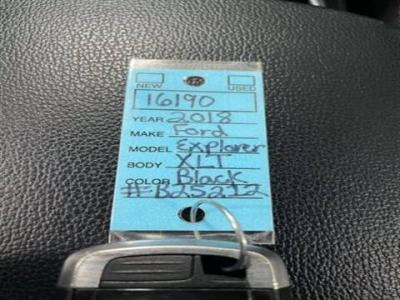 NEW USED
16190
YEAR 2018
MAKE Ford
MODEL Explorer
BODY XLT
COLOR Black
#B25212